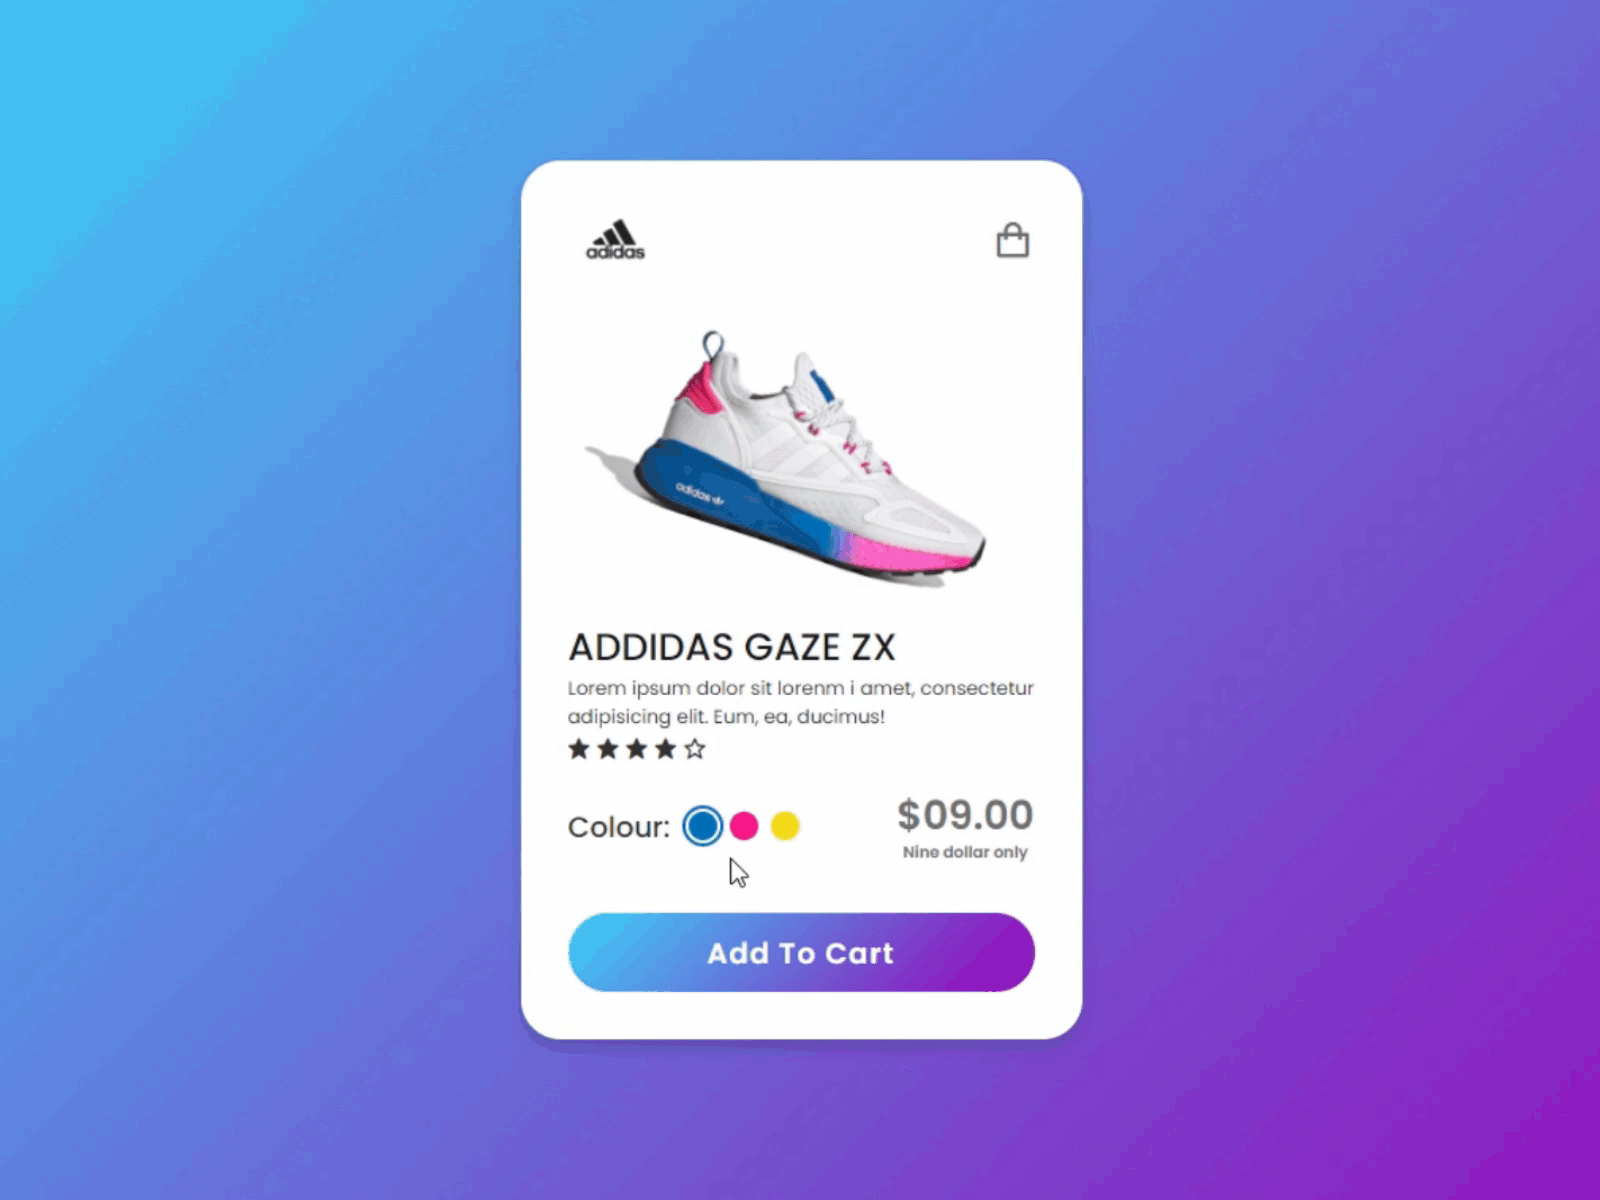 adidas
adidas
ADDIDAS GAZE ZX
Lorem ipsum dolor sit lorenm i amet, consectetur
adipisicing elit. Eum, ea, ducimus!
Colour:
$09.00
Nine dollar only
Add To Cart